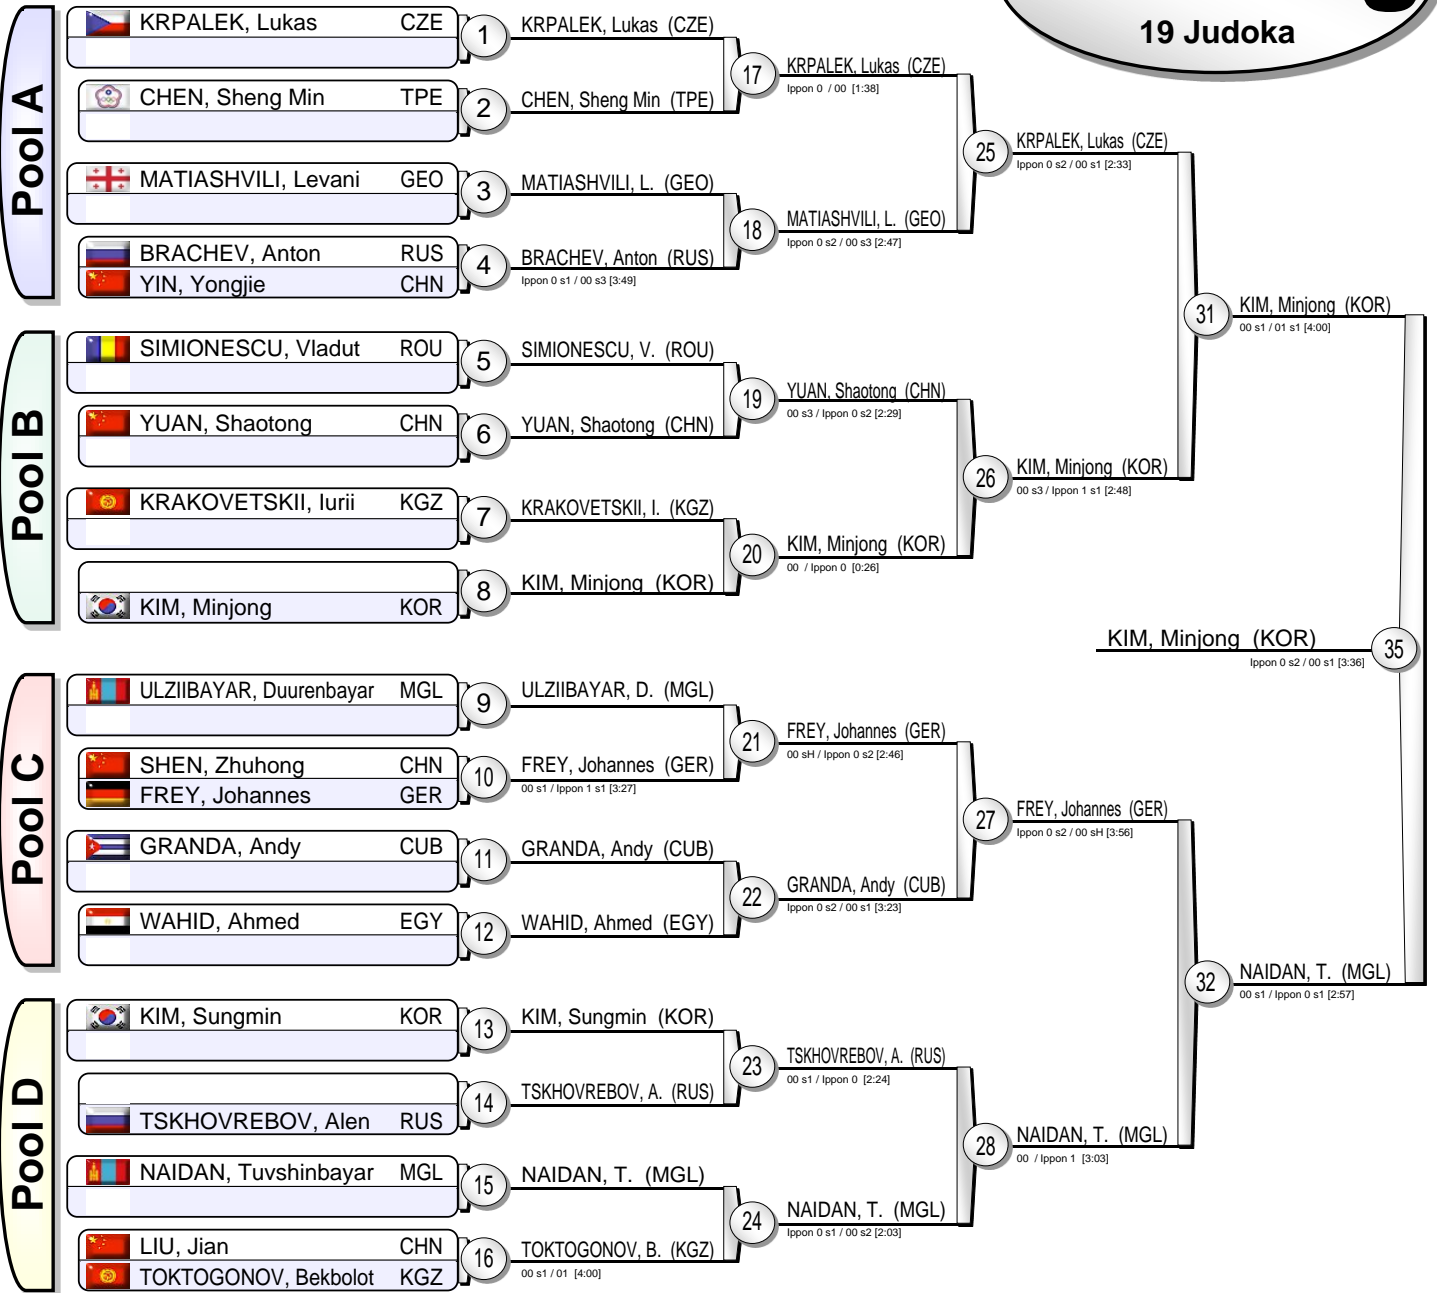 19 Judoka
Pool A
KRPALEK, Lukas CZE
1
KRPALEK, Lukas (CZE)
CHEN, Sheng Min TPE
2
CHEN, Sheng Min (TPE)
17
KRPALEK, Lukas (CZE)
Ippon 0 / 00 [1:38]
MATIASHVILI, Levani GEO
3
MATIASHVILI, L. (GEO)
BRACHEV, Anton RUS
YIN, Yongjie CHN
4
BRACHEV, Anton (RUS)
Ippon 0 s1 / 00 s3 [3:49]
18
MATIASHVILI, L. (GEO)
Ippon 0 s2 / 00 s3 [2:47]
25
KRPALEK, Lukas (CZE)
Ippon 0 s2 / 00 s1 [2:33]
Pool B
SIMIONESCU, Vladut ROU
5
SIMIONESCU, V. (ROU)
YUAN, Shaotong CHN
6
YUAN, Shaotong (CHN)
19
YUAN, Shaotong (CHN)
00 s3 / Ippon 0 s2 [2:29]
KRAKOVETSKII, Iurii KGZ
7
KRAKOVETSKII, I. (KGZ)
KIM, Minjong KOR
8
KIM, Minjong (KOR)
20
KIM, Minjong (KOR)
00 / Ippon 0 [0:26]
26
KIM, Minjong (KOR)
00 s3 / Ippon 1 s1 [2:48]
31
KIM, Minjong (KOR)
00 s1 / 01 s1 [4:00]
KIM, Minjong (KOR)
35
Ippon 0 s2 / 00 s1 [3:36]
Pool C
ULZIIBAYAR, Duurenbayar MGL
9
ULZIIBAYAR, D. (MGL)
SHEN, Zhuhong CHN
FREY, Johannes GER
10
FREY, Johannes (GER)
00 s1 / Ippon 1 s1 [3:27]
21
FREY, Johannes (GER)
00 sH / Ippon 0 s2 [2:46]
GRANDA, Andy CUB
11
GRANDA, Andy (CUB)
WAHID, Ahmed EGY
12
WAHID, Ahmed (EGY)
22
GRANDA, Andy (CUB)
Ippon 0 s2 / 00 s1 [3:23]
27
FREY, Johannes (GER)
Ippon 0 s2 / 00 sH [3:56]
Pool D
KIM, Sungmin KOR
13
KIM, Sungmin (KOR)
TSKHOVREBOV, Alen RUS
14
TSKHOVREBOV, A. (RUS)
23
TSKHOVREBOV, A. (RUS)
00 s1 / Ippon 0 [2:24]
NAIDAN, Tuvshinbayar MGL
15
NAIDAN, T. (MGL)
LIU, Jian CHN
TOKTOGONOV, Bekbolot KGZ
16
TOKTOGONOV, B. (KGZ)
00 s1 / 01 [4:00]
24
NAIDAN, T. (MGL)
Ippon 0 s1 / 00 s2 [2:03]
28
NAIDAN, T. (MGL)
00 / Ippon 1 [3:03]
32
NAIDAN, T. (MGL)
00 s1 / Ippon 0 s1 [2:57]